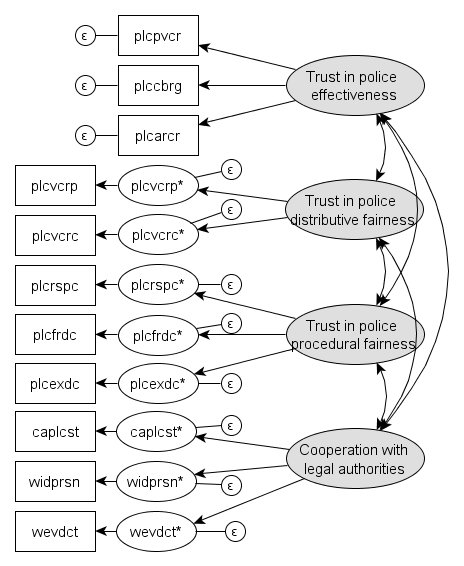 ε plcpvcr
ε plccbrg
ε plcarcr
Trust in police
effectiveness
plcvcrp plcvcrp* ε
plcvcrc plcvcrc* ε
Trust in police
distributive fairness
plcrspc plcrspc* ε
plcfrdc plcfrdc* ε
plcexdc plcexdc* ε
Trust in police
procedural fairness
caplcst caplcst* ε
widprsn widprsn* ε
wevdct wevdct* ε
Cooperation with
legal authorities